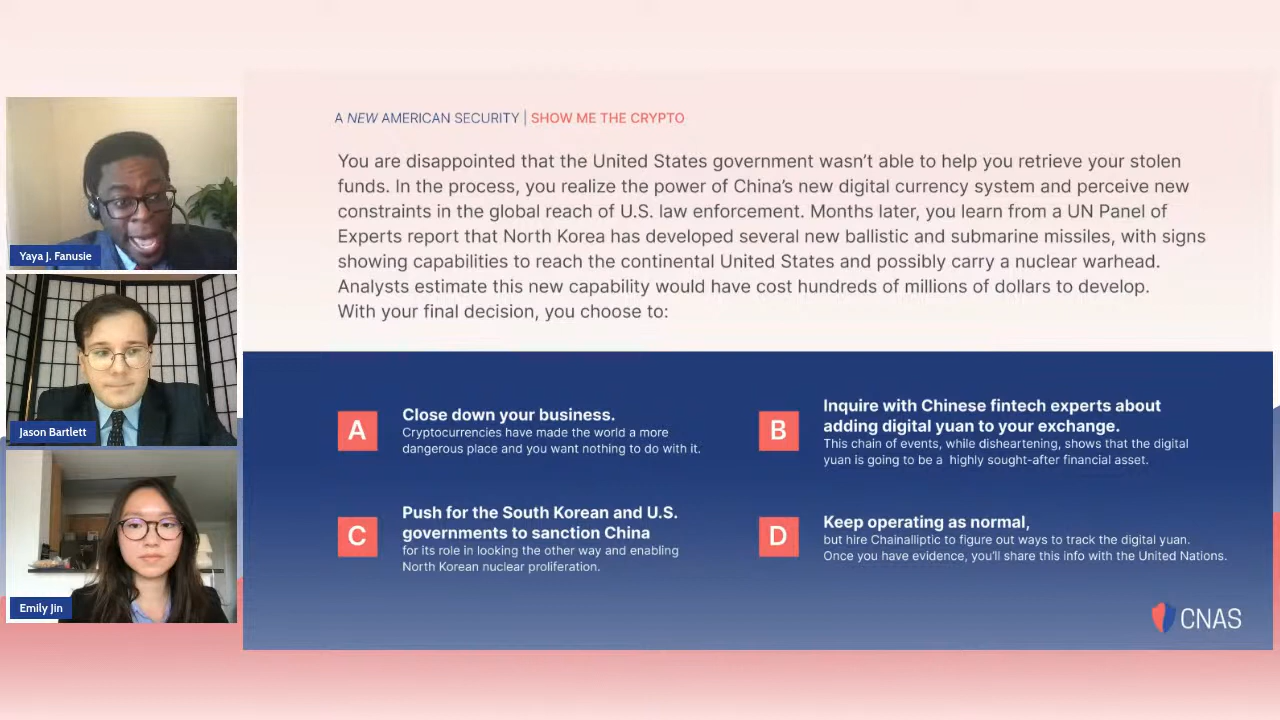 A NEW AMERICAN SECURITY | SHOW ME THE CRYPTO
You are disappointed that the United States government wasn't able to help you retrieve your stolen
funds. In the process, you realize the power of China's new digital currency system and perceive new
constraints in the global reach of U.S. law enforcement. Months later, you learn from a UN Panel of
Experts report that North Korea has developed several new ballistic and submarine missiles, with signs
showing capabilities to reach the continental United States and possibly carry a nuclear warhead.
Analysts estimate this new capability would have cost hundreds of millions of dollars to develop.
With your final decision, you choose to:
A
Close down your business.
Cryptocurrencies have made the world a more
dangerous place and you want nothing to do with it.
B
Inquire with Chinese fintech experts about
adding digital yuan to your exchange.
This chain of events, while disheartening, shows that the digital
yuan is going to be a highly sought-after financial asset.
C
Push for the South Korean and U.S.
governments to sanction China
for its role in looking the other way and enabling
North Korean nuclear proliferation.
D
Keep operating as normal,
but hire Chainalliptic to figure out ways to track the digital yuan.
Once you have evidence, you'll share this info with the United Nations.
CNAS
Yaya J. Fanusie
Jason Bartlett
Emily Jin